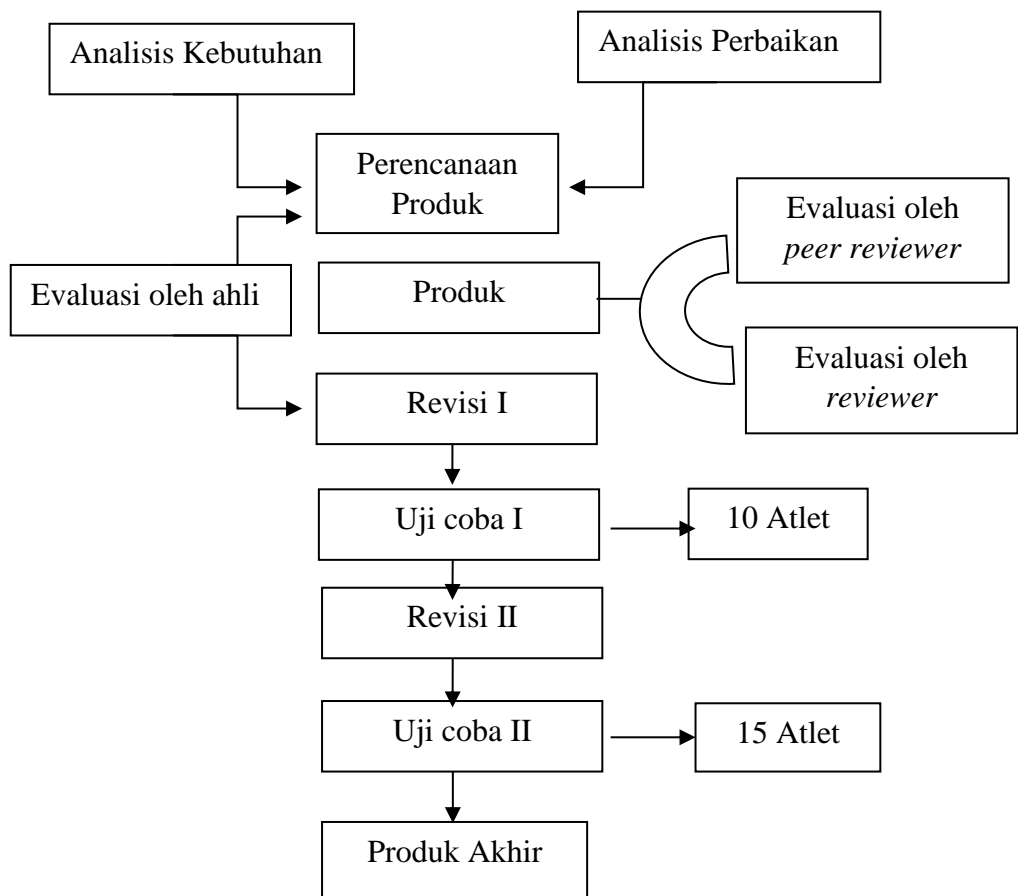 Analisis Kebutuhan
Analisis Perbaikan
Perencanaan
Produk
Evaluasi oleh
peer reviewer
Evaluasi oleh ahli
Produk
Evaluasi oleh
reviewer
Revisi I
Uji coba I
10 Atlet
Revisi II
Uji coba II
15 Atlet
Produk Akhir